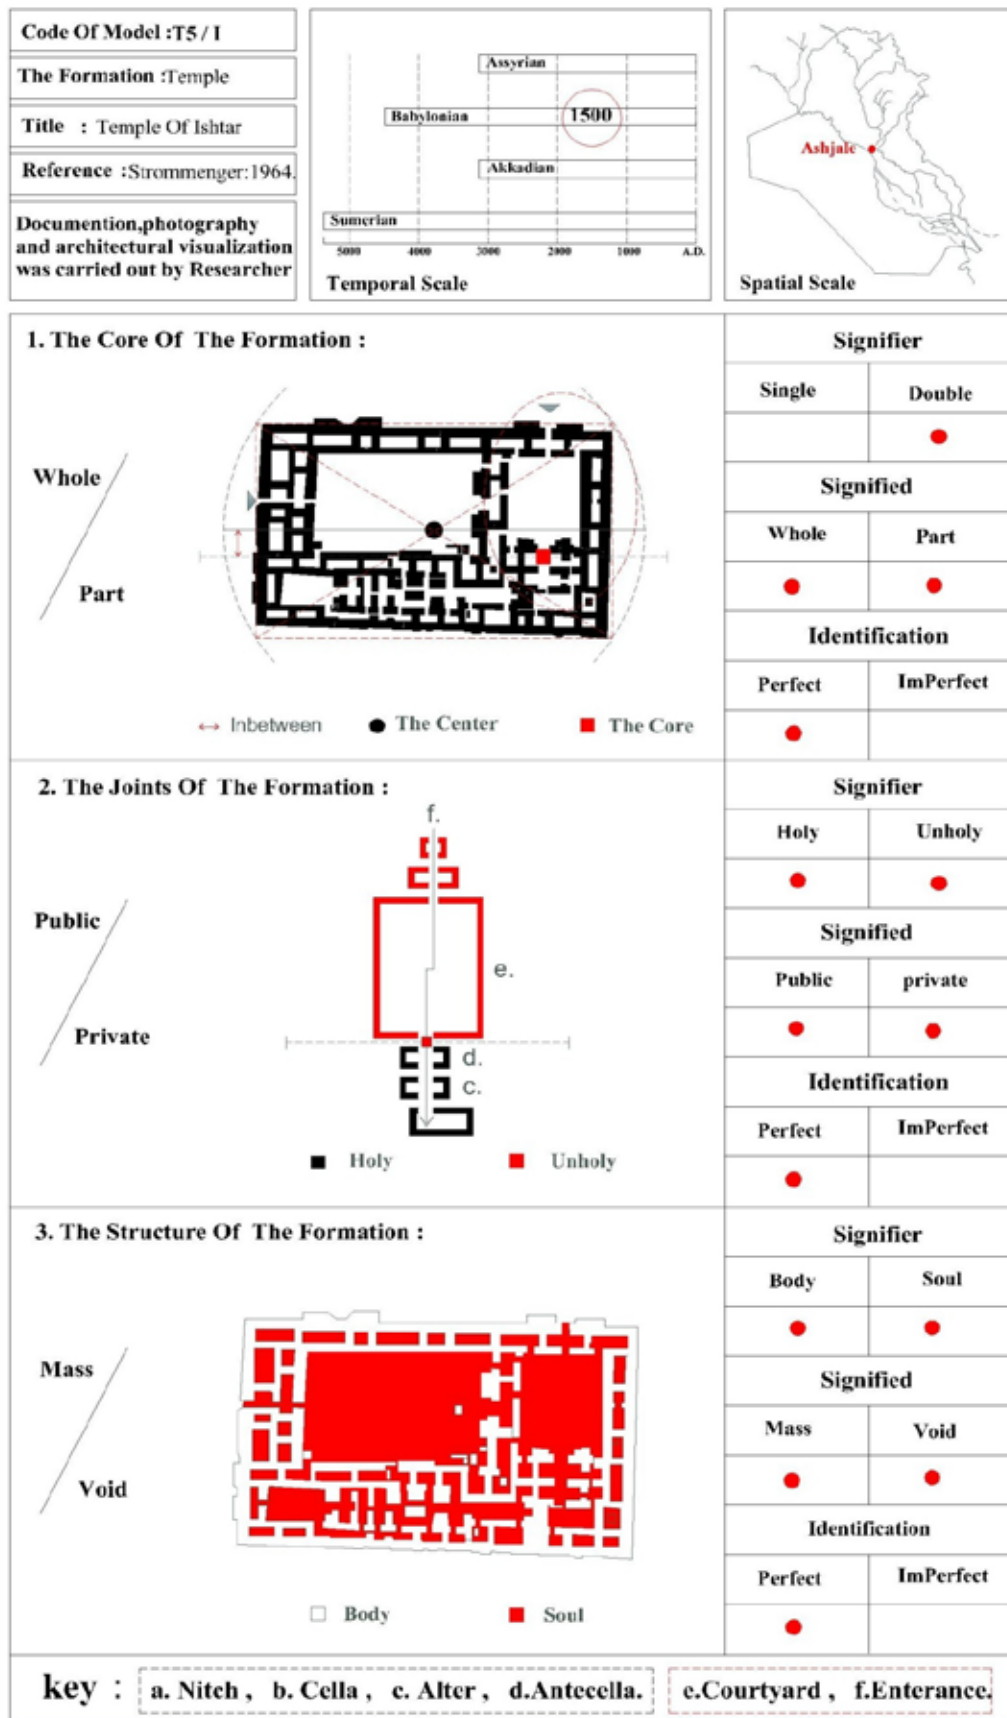 Code Of Model :T5 / I
The Formation :Temple
Title : Temple Of Ishtar
Reference :Strommenger:1964.
Documention,photography
and architectural visualization
was carried out by Researcher
Assyrian
Babylonian
1500
Akkadian
Sumerian
5000 4000 3000 2000 1000 A.D.
Temporal Scale
Ashjale
Spatial Scale
1. The Core Of The Formation :
Whole
Part
Inbetween The Center The Core
Signifier
Single Double
Signified
Whole Part
Identification
Perfect ImPerfect
2. The Joints Of The Formation :
Public
Private
f.
e.
d.
c.
Holy Unholy
Signifier
Holy Unholy
Signified
Public private
Identification
Perfect ImPerfect
3. The Structure Of The Formation :
Mass
Void
Body Soul
Signifier
Body Soul
Signified
Mass Void
Identification
Perfect ImPerfect
key : a. Nitch , b. Cella , c. Alter , d.Antecella. e.Courtyard , f.Enterance.